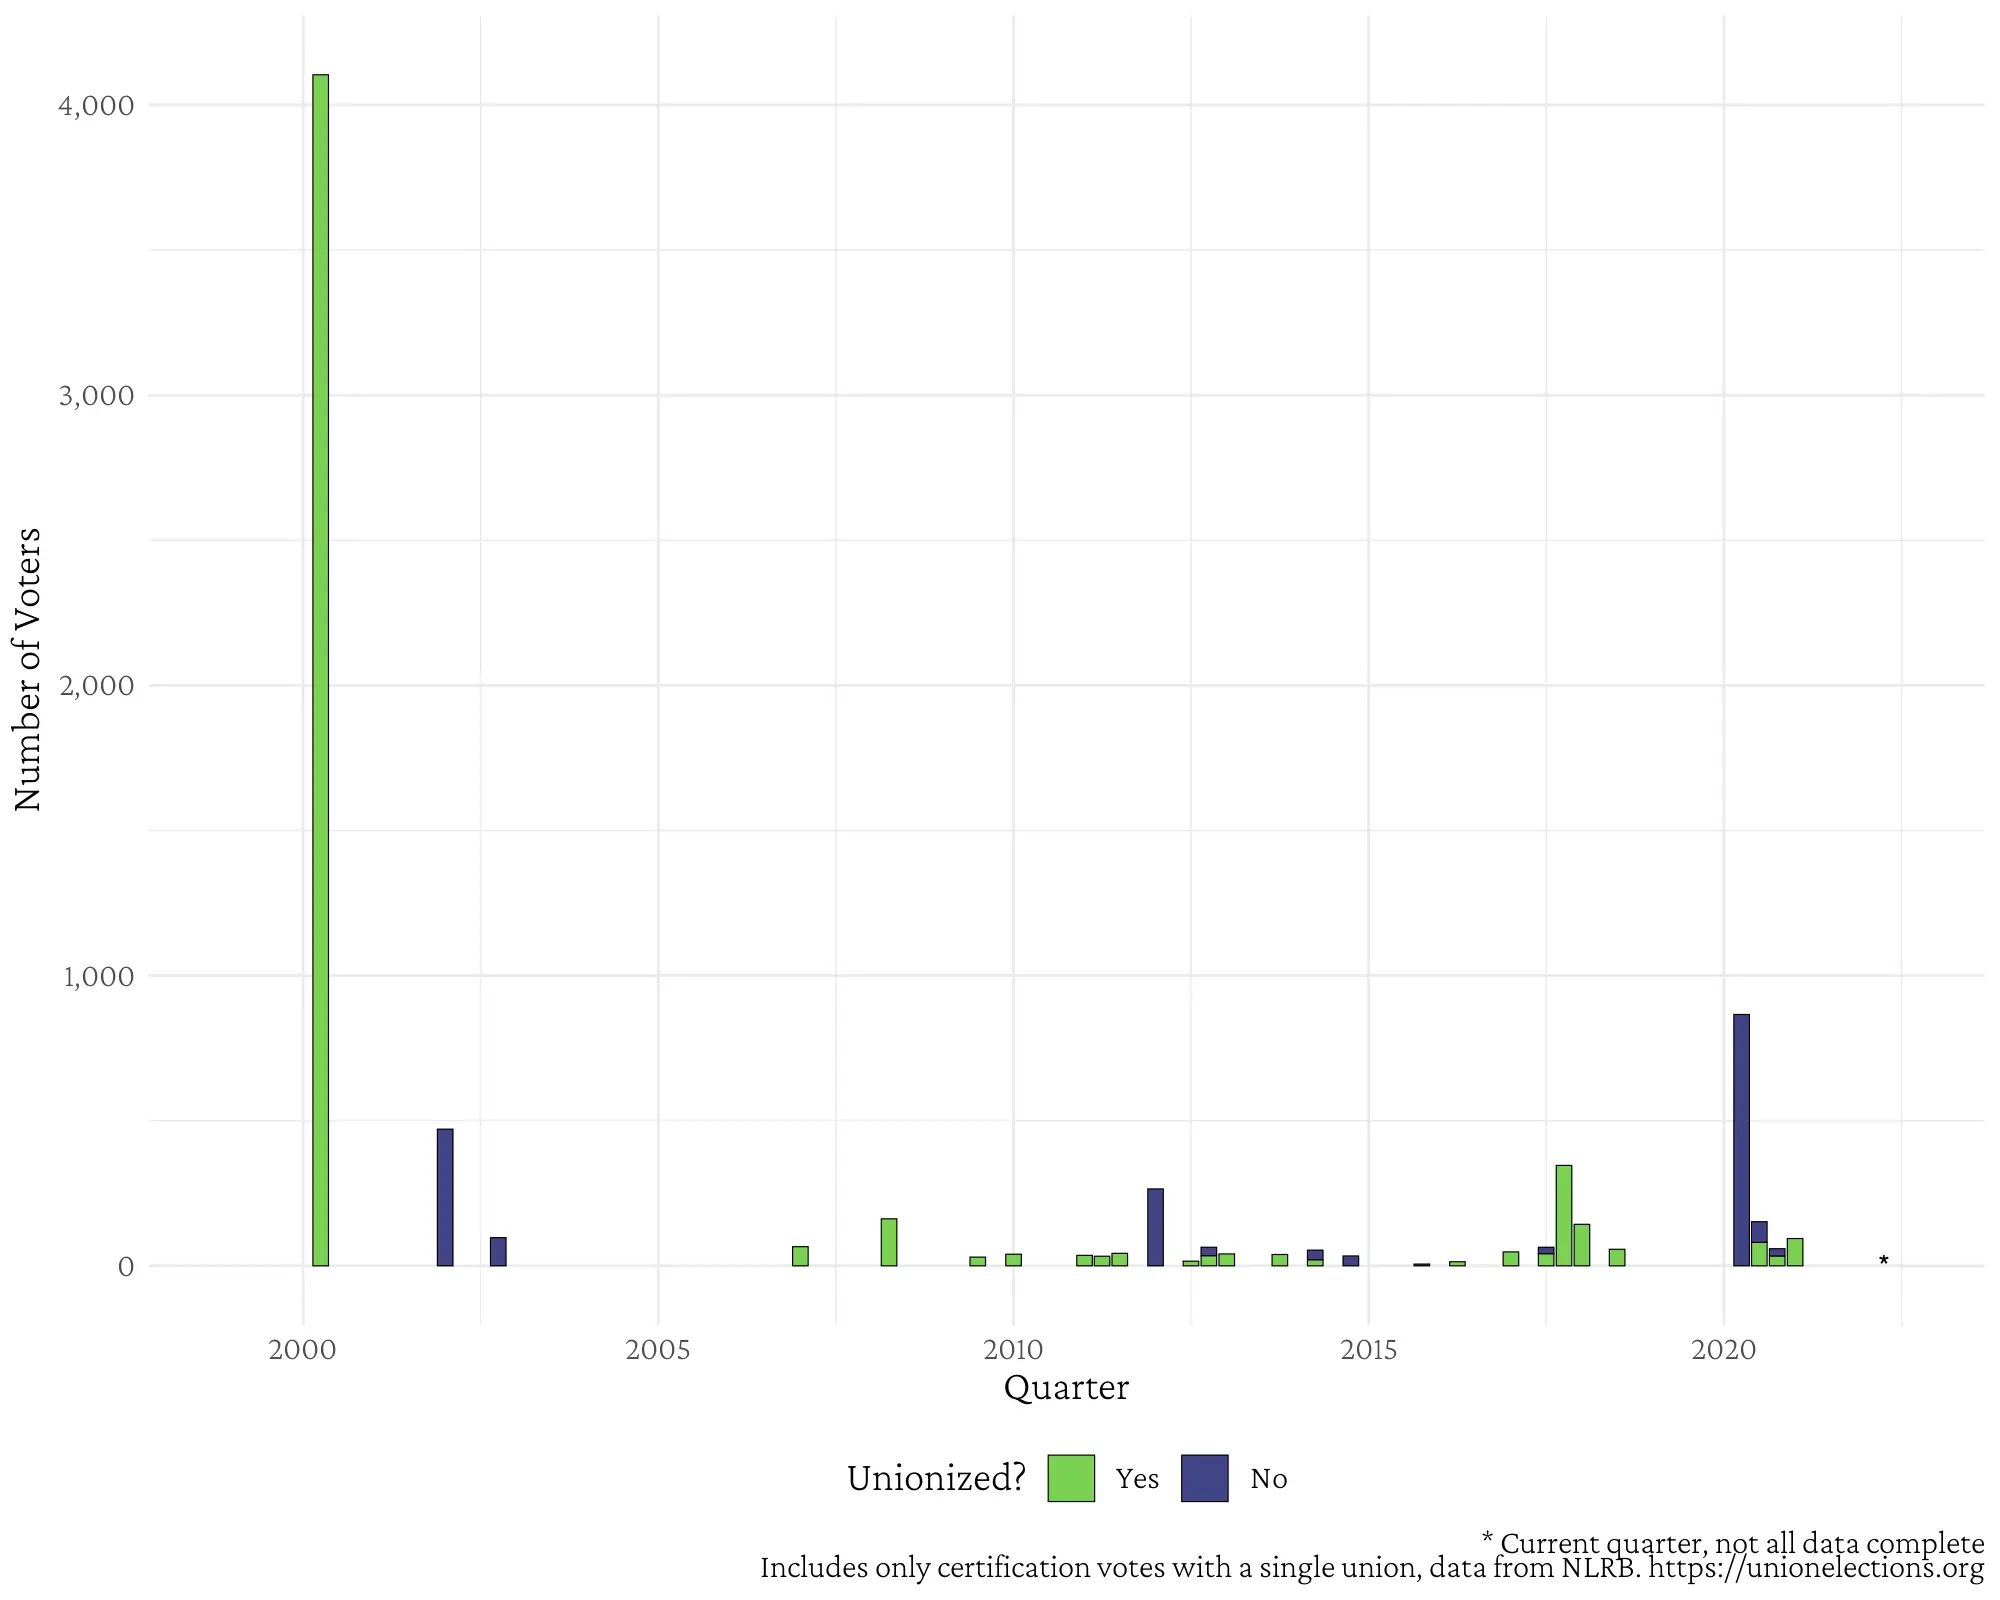 4,000
3,000
2,000
1,000
0
Number of Voters
*
2000 2005 2010 2015 2020
Quarter
Unionized? Yes No
* Current quarter, not all data complete
Includes only certification votes with a single union, data from NLRB. https://unionelections.org